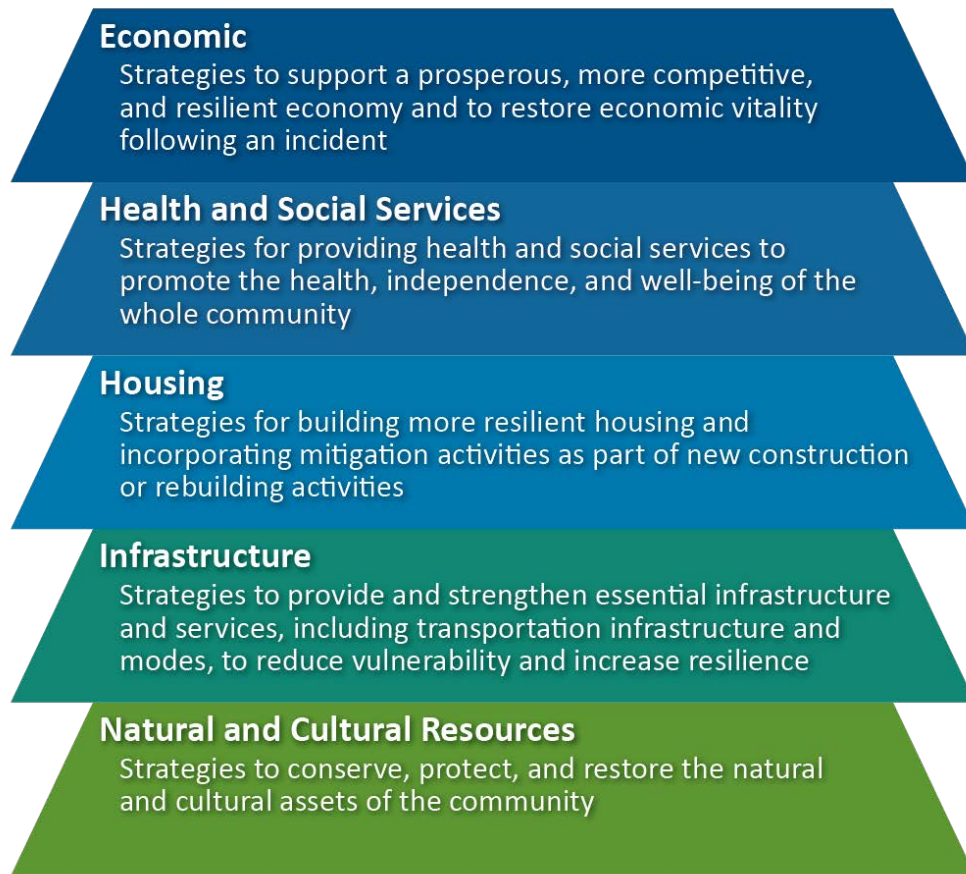 Economic
Strategies to support a prosperous, more competitive,
and resilient economy and to restore economic vitality
following an incident
Health and Social Services
Strategies for providing health and social services to
promote the health, independence, and well-being of the
whole community
Housing
Strategies for building more resilient housing and
incorporating mitigation activities as part of new construction
or rebuilding activities
Infrastructure
Strategies to provide and strengthen essential infrastructure
and services, including transportation infrastructure and
modes, to reduce vulnerability and increase resilience
Natural and Cultural Resources
Strategies to conserve, protect, and restore the natural
and cultural assets of the community